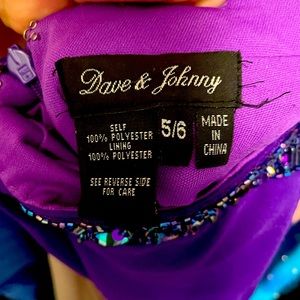 Dave & Johnny
SELF
100% POLYESTER
LINING
100% POLYESTER
SEE REVERSE SIDE
FOR CARE
5/6
MADE
IN
CHINA